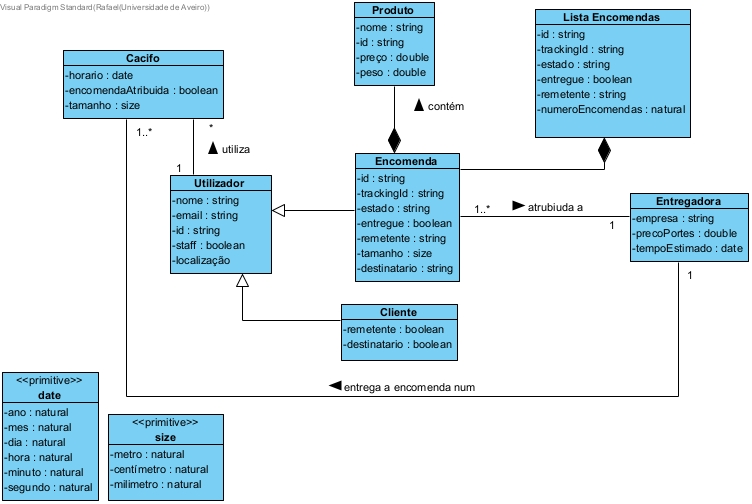 Visual Paradigm Standard(Rafael(Universidade de Aveiro))
Produto
-nome : string
-id : string
-preço : double
-peso : double
Lista Encomendas
-id : string
-trackingId : string
-estado : string
-entregue : boolean
-remetente : string
-numeroEncomendas : natural
Cacifo
-horario : date
-encomendaAtribuida : boolean
-tamanho : size
contém
1..*
*
utiliza
1
Utilizador
-nome : string
-email : string
-id : string
-staff : boolean
-localização
Encomenda
-id : string
-trackingId : string
-estado : string
-entregue : boolean
-remetente : string
-tamanho : size
-destinatario : string
1..*
atrubiuda a
1
Entregadora
-empresa : string
-precoPortes : double
-tempoEstimado : date
1
Cliente
-remetente : boolean
-destinatario : boolean
entrega a encomenda num
<<primitive>>
date
-ano : natural
-mes : natural
-dia : natural
-hora : natural
-minuto : natural
-segundo : natural
<<primitive>>
size
-metro : natural
-centímetro : natural
-milimetro : natural